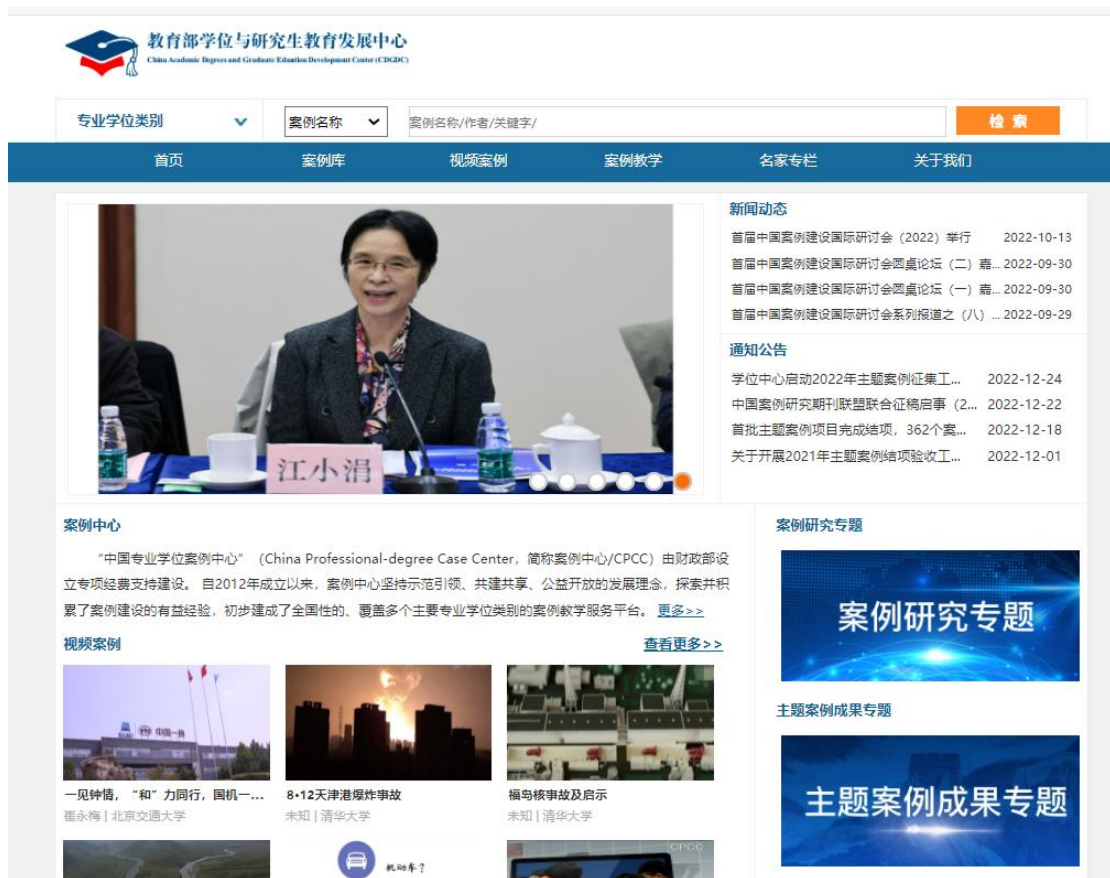 教育部学位与研究生教育发展中心
China Academic Degrees and Graduate Eduation Development Center (CDGDC)
专业学位类别
案例名称
案例名称/作者/关键字/
检 索
首页 案例库 视频案例 案例教学 名家专栏 关于我们
江小涓
新闻动态
首届中国案例建设国际研讨会（2022）举行 2022-10-13
首届中国案例建设国际研讨会圆桌论坛（二）嘉... 2022-09-30
首届中国案例建设国际研讨会圆桌论坛（一）嘉... 2022-09-30
首届中国案例建设国际研讨会系列报道之（八）... 2022-09-29
通知公告
学位中心启动2022年主题案例征集工... 2022-12-24
中国案例研究期刊联盟联合征稿启事（2... 2022-12-22
首批主题案例项目完成结项，362个案... 2022-12-18
关于开展2021年主题案例结项验收工... 2022-12-01
案例中心
“中国专业学位案例中心”（China Professional-degree Case Center，简称案例中心/CPCC）由财政部设
立专项经费支持建设。 自2012年成立以来，案例中心坚持示范引领、共建共享、公益开放的发展理念，探索并积
累了案例建设的有益经验，初步建成了全国性的、覆盖多个主要专业学位类别的案例教学服务平台。 更多>>
视频案例 查看更多>>
中国一拖
一见钟情，“和”力同行，国机一...
崔永梅 | 北京交通大学
8•12天津港爆炸事故
未知 | 清华大学
福岛核事故及启示
未知 | 清华大学
机动车?
CPCC
案例研究专题
案例研究专题
主题案例成果专题
主题案例成果专题